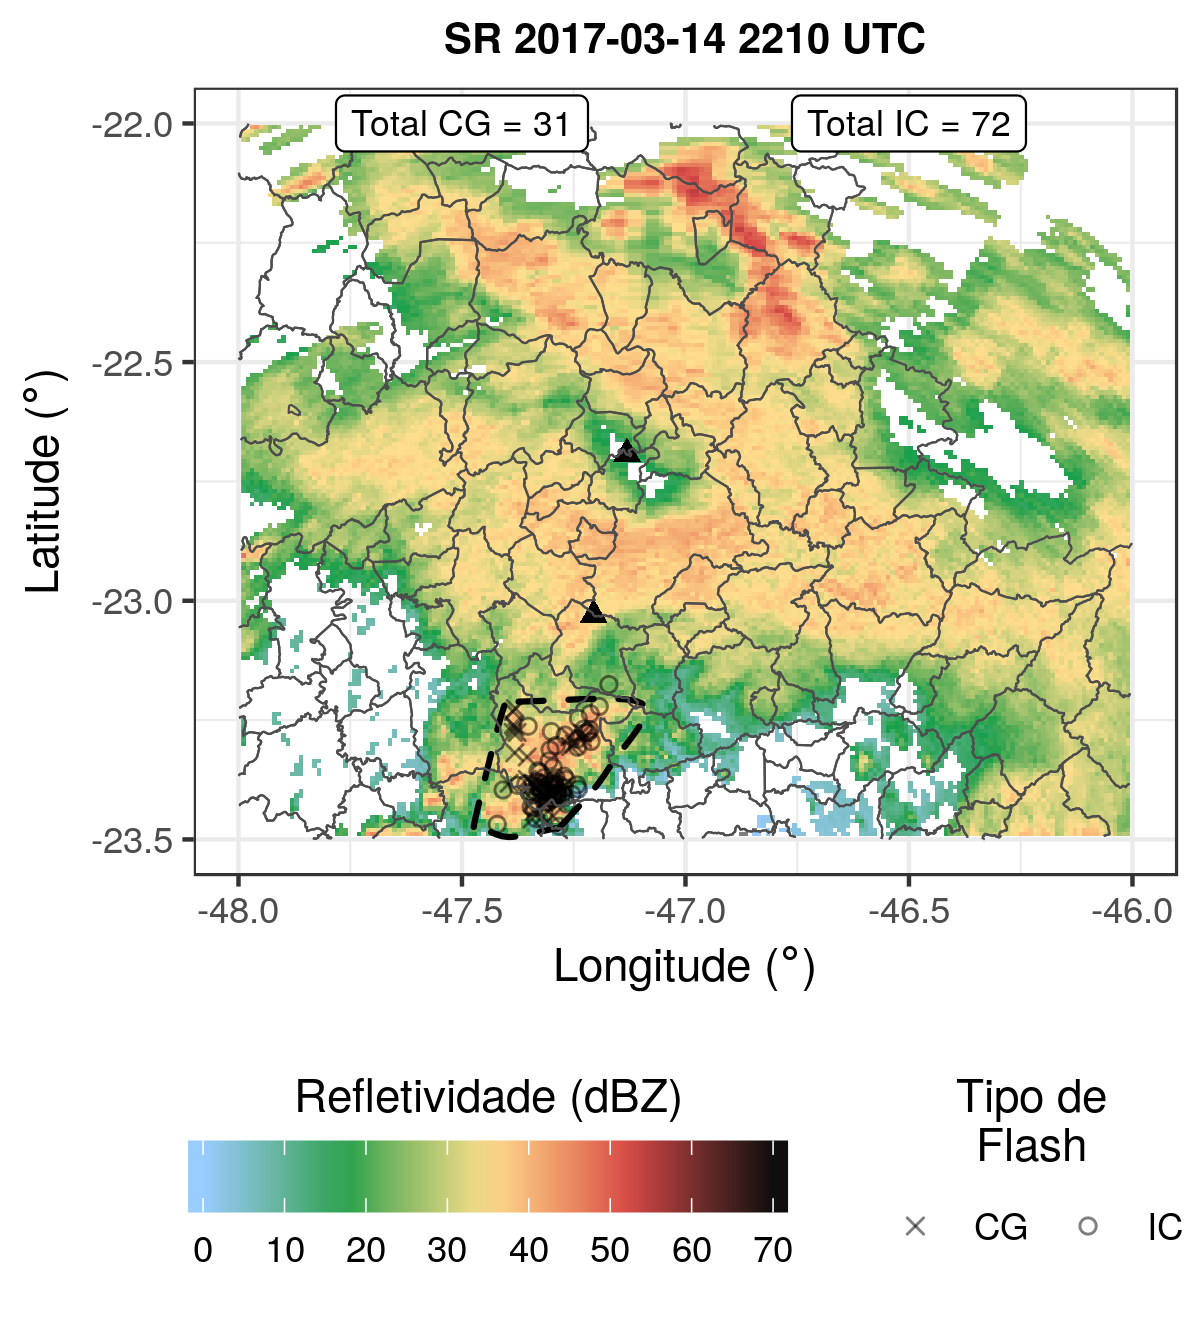 SR 2017-03-14 2210 UTC
Total CG = 31
Total IC = 72
Latitude (°)
-22.0
-22.5
-23.0
-23.5
-48.0
-47.5
-47.0
-46.5
-46.0
Longitude (°)
Refletividade (dBZ)
0 10 20 30 40 50 60 70
Tipo de
Flash
CG
IC